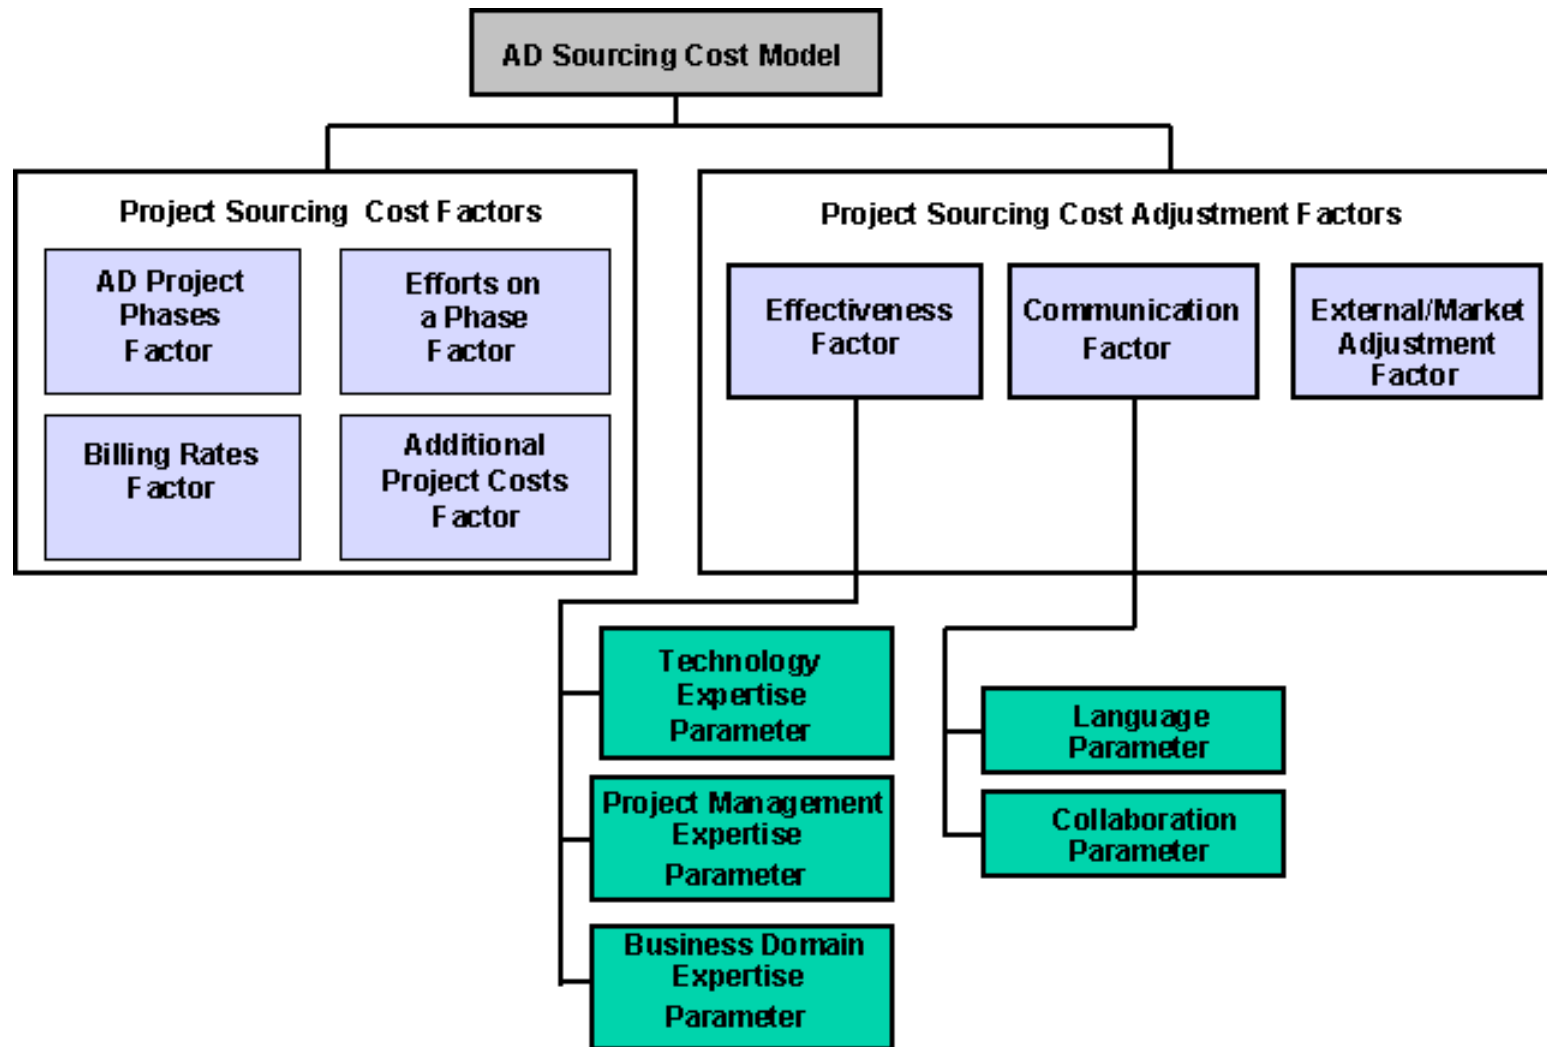 AD Sourcing Cost Model
Project Sourcing Cost Factors
AD Project
Phases
Factor
Efforts on
a Phase
Factor
Billing Rates
Factor
Additional
Project Costs
Factor
Project Sourcing Cost Adjustment Factors
Effectiveness
Factor
Communication
Factor
External/Market
Adjustment
Factor
Technology
Expertise
Parameter
Project Management
Expertise
Parameter
Business Domain
Expertise
Parameter
Language
Parameter
Collaboration
Parameter